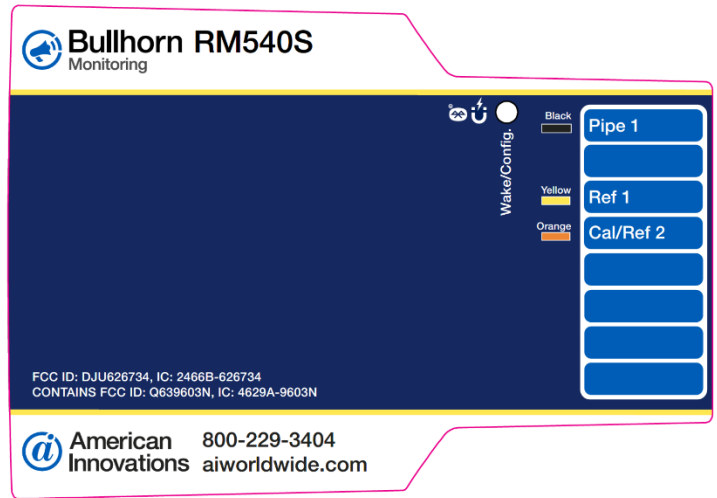 Bullhorn RM540S
Monitoring
Wake/Config.
Black
Pipe 1
Yellow
Ref 1
Orange
Cal/Ref 2
FCC ID: DJU626734, IC: 2466B-626734
CONTAINS FCC ID: Q639603N, IC: 4629A-9603N
American 800-229-3404
Innovations aiworldwide.com